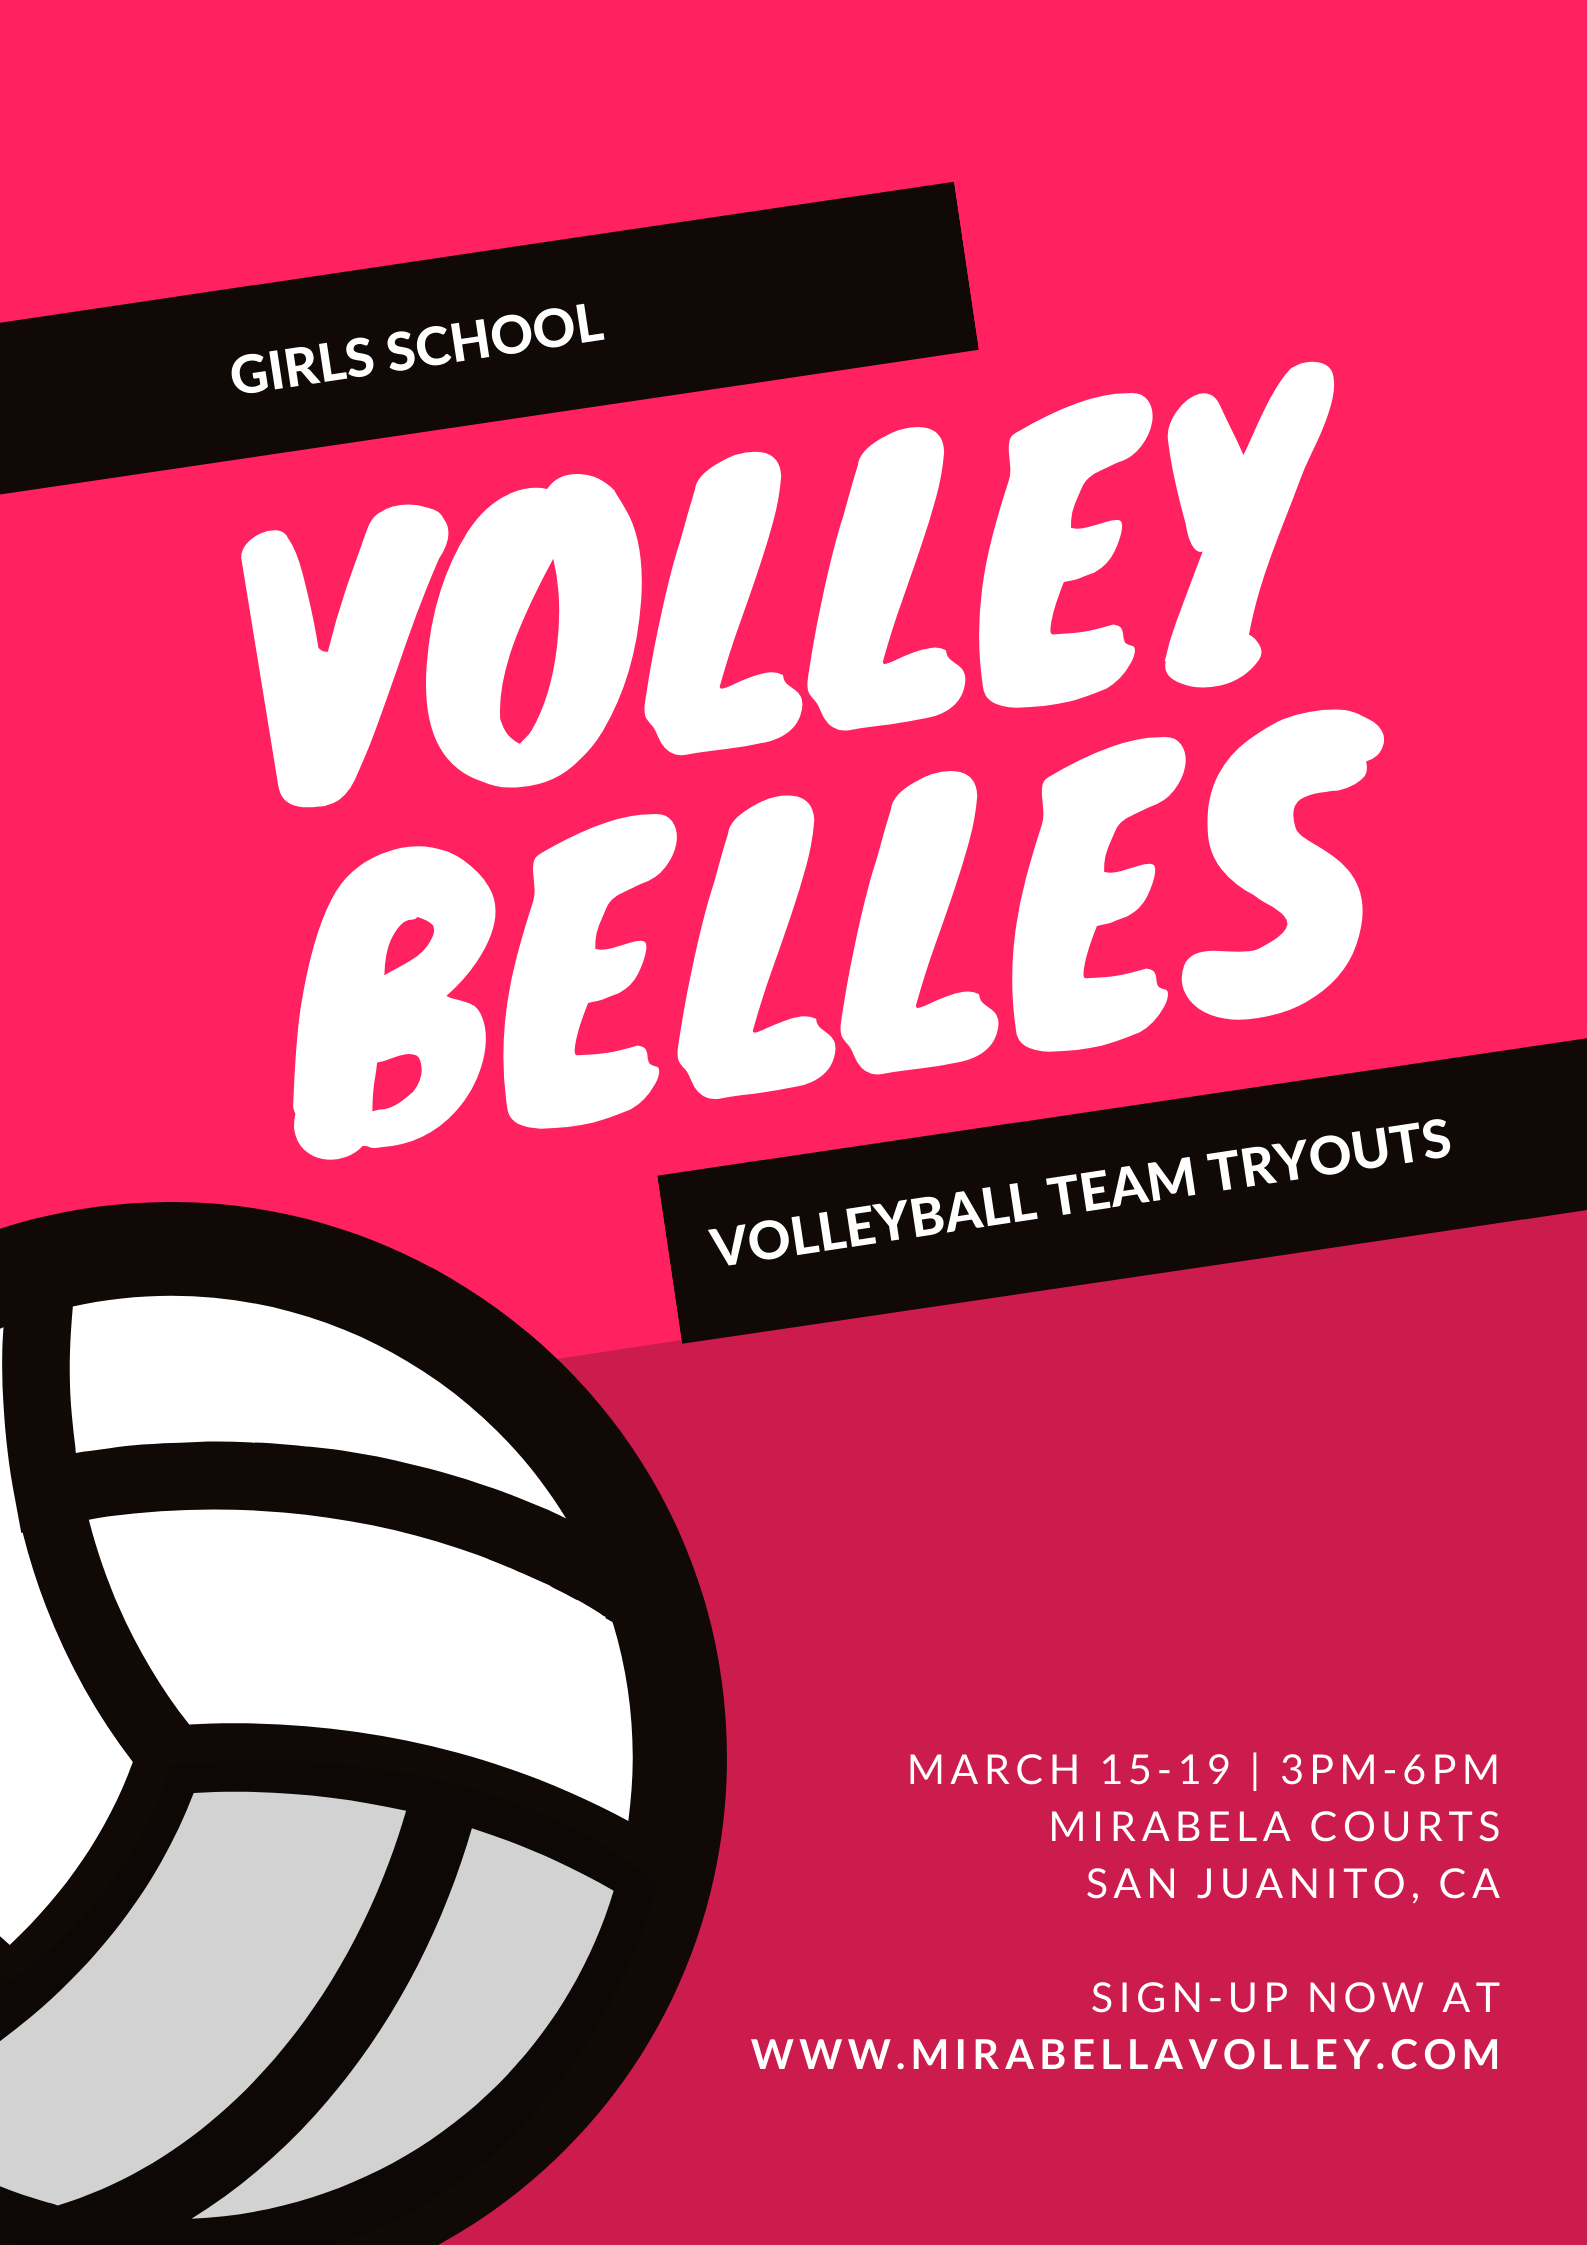 GIRLS SCHOOL
VOLLEY
BELLES
VOLLEYBALL TEAM TRYOUTS
MARCH 15-19 | 3PM-6PM
MIRABELA COURTS
SAN JUANITO, CA
SIGN-UP NOW AT
WWW.MIRABELLAVOLLEY.COM